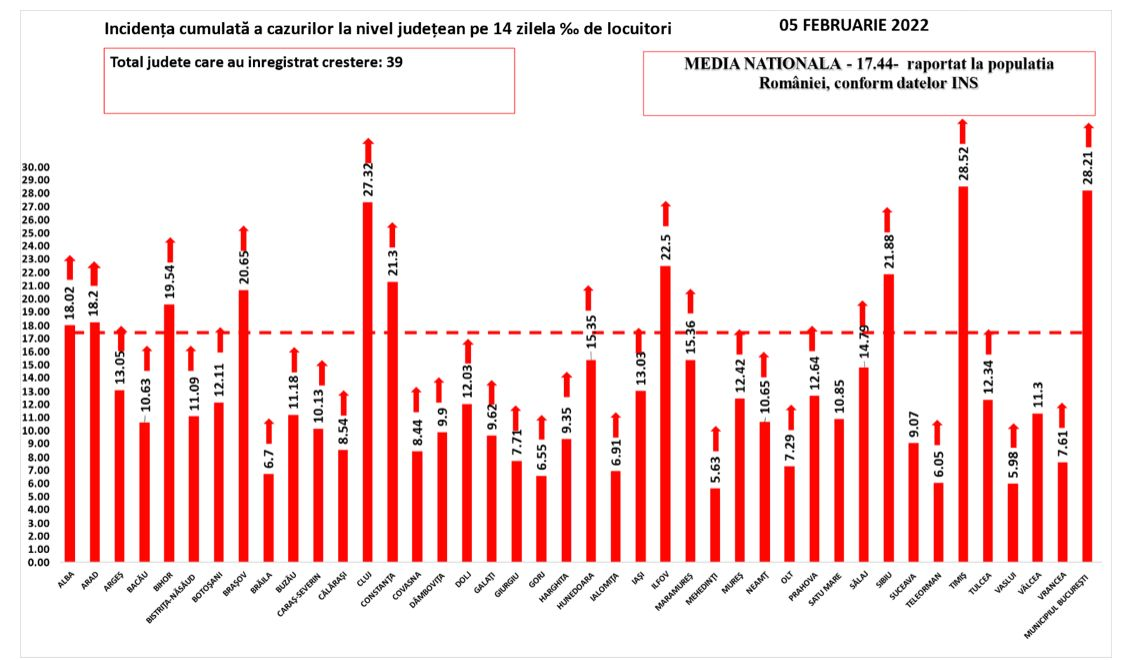 Incidența cumulată a cazurilor la nivel județean pe 14 zilela ‰ de locuitori
05 FEBRUARIE 2022
Total judete care au inregistrat crestere: 39
MEDIA NATIONALA - 17.44- raportat la populatia
României, conform datelor INS
30.00
29.00
28.00
27.00
26.00
25.00
24.00
23.00
22.00
21.00
20.00
19.00
18.00
17.00
16.00
15.00
14.00
13.00
12.00
11.00
10.00
9.00
8.00
7.00
6.00
5.00
4.00
3.00
2.00
1.00
0.00
18.02
18.2
13.05
10.63
19.54
11.09
12.11
20.65
6.7
11.18
10.13
8.54
27.32
21.3
8.44
9.9
12.03
9.62
7.71
6.55
9.35
15.35
6.91
13.03
22.5
15.36
5.63
12.42
10.65
7.29
12.64
10.85
14.79
21.88
9.07
6.05
28.52
12.34
5.98
11.3
7.61
28.21
ALBA
ARAD
ARGEȘ
BACĂU
BIHOR
BISTRIȚA-NĂSĂUD
BOTOȘANI
BRAȘOV
BRĂILA
BUZĂU
CARAȘ-SEVERIN
CĂLĂRAȘI
CLUJ
CONSTANȚA
COVASNA
DÂMBOVIȚA
DOLJ
GALAȚI
GIURGIU
GORJ
HARGHITA
HUNEDOARA
IALOMIȚA
IAȘI
ILFOV
MARAMUREȘ
MEHEDINȚI
MUREȘ
NEAMȚ
OLT
PRAHOVA
SATU MARE
SĂLAJ
SIBIU
SUCEAVA
TELEORMAN
TIMIȘ
TULCEA
VASLUI
VÂLCEA
VRANCEA
MUNICIPIUL BUCUREȘTI